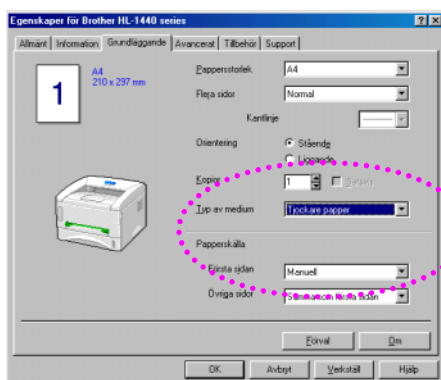 Egenskaper för Brother HL-1440 series
Allmänt Information Grundläggande Avancerat Tillbehör Support
1
A4
210 x 297 mm
Pappersstorlek A4
Flera sidor Normal
Kantlinje
Orientering Stående
Liggande
Kopior 1 Sortera
Typ av medium Tjockare papper
Papperskälla
Första sidan Manuell
Övriga sidor Samma som första sidan
Förval Om
OK Avbryt Verkställ Hjälp